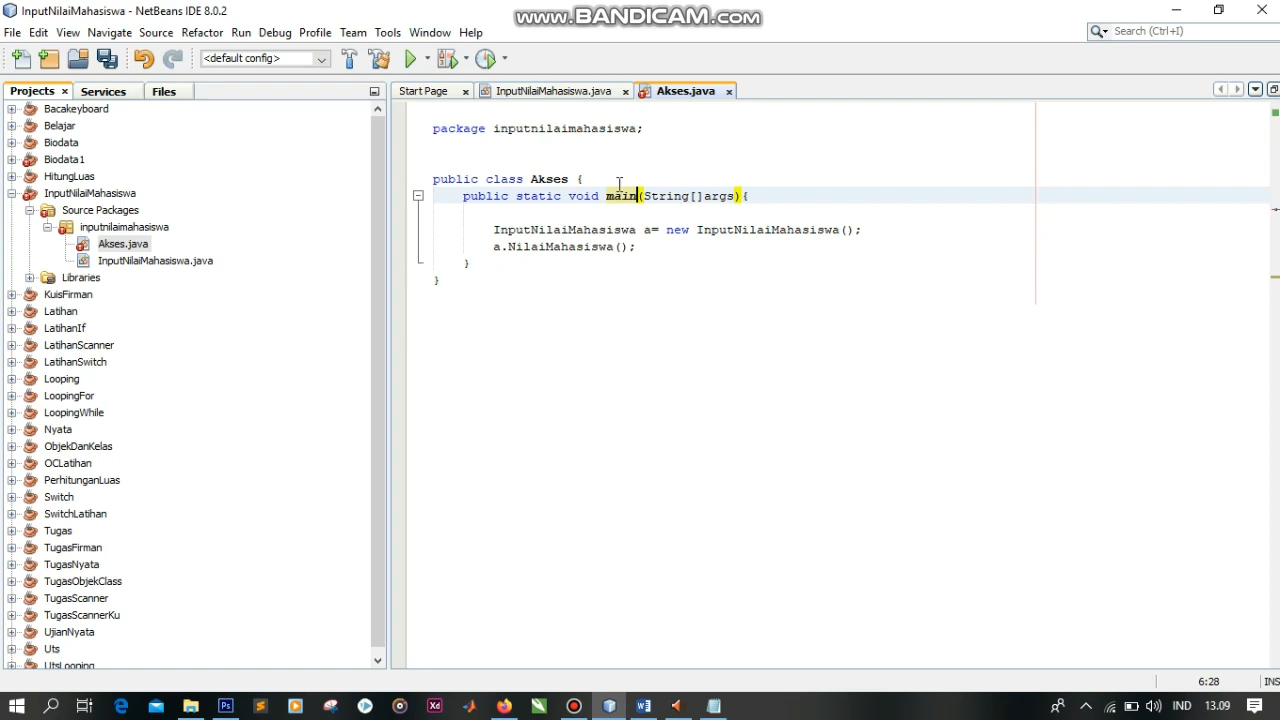 InputNilaiMahasiswa - NetBeans IDE 8.0.2
www.BANDICAM.com
File Edit View Navigate Source Refactor Run Debug Profile Team Tools Window Help
Search (Ctrl+I)
<default config>
Projects Services Files
Start Page InputNilaiMahasiswa.java Akses.java
Bacakeyboard
Belajar
Biodata
Biodata1
HitungLuas
InputNilaiMahasiswa
Source Packages
inputnilaimahasiswa
Akses.java
InputNilaiMahasiswa.java
Libraries
KuisFirman
Latihan
LatihanIf
LatihanScanner
LatihanSwitch
Looping
LoopingFor
LoopingWhile
Nyata
ObjekDanKelas
OCLatihan
PerhitunganLuas
Switch
SwitchLatihan
Tugas
TugasFirman
TugasNyata
TugasObjekClass
TugasScanner
TugasScannerKu
UjianNyata
Uts
UtsLooping
package inputnilaimahasiswa;
public class Akses {
public static void main(String[]args){
InputNilaiMahasiswa a= new InputNilaiMahasiswa();
a.NilaiMahasiswa();
}
}
6:28 INS
IND 13.09